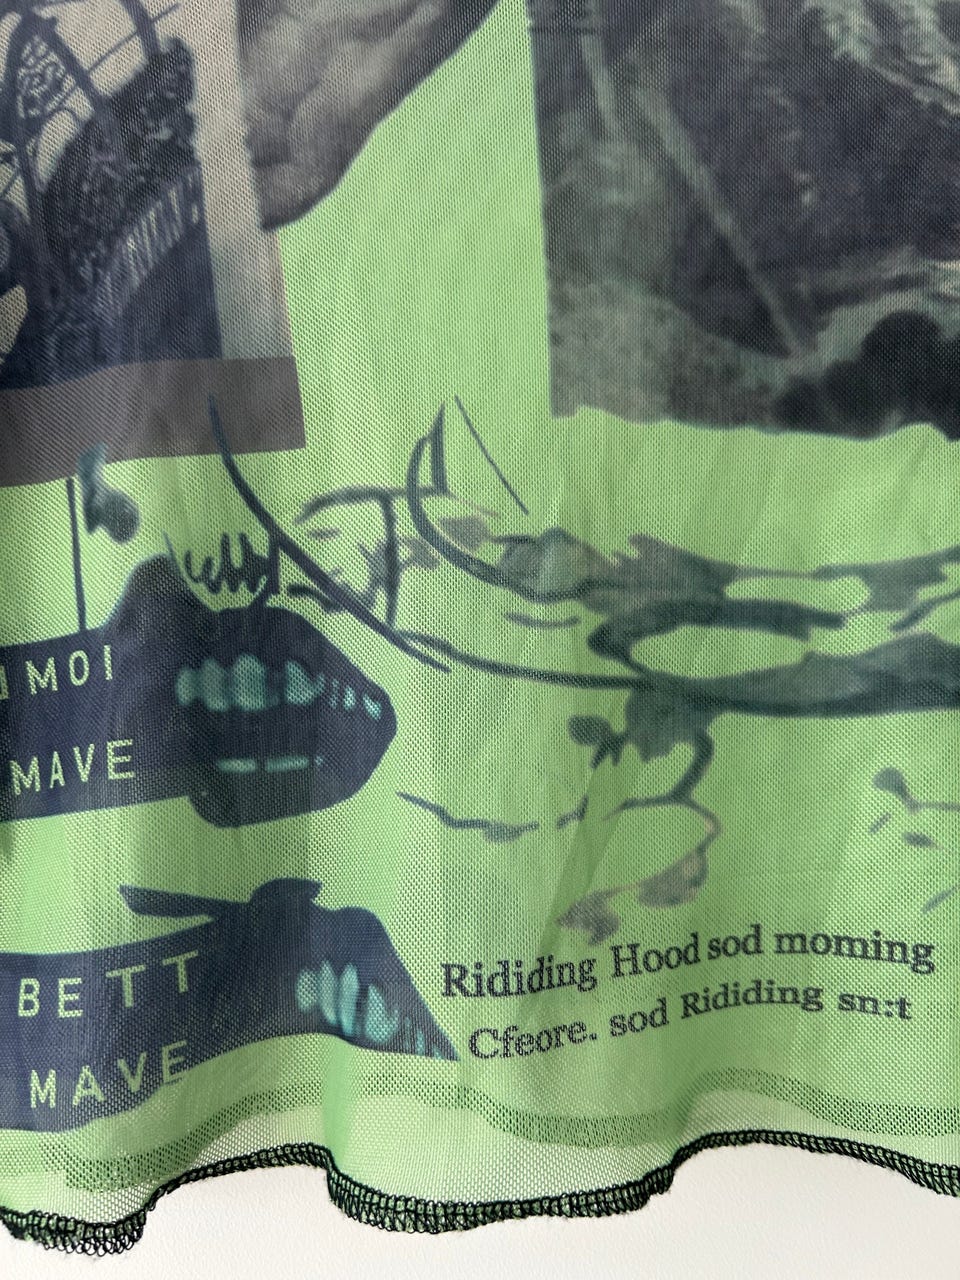 MOI
MAVE
BETT
MAVE
Rididing Hood sod moming
Cfeore. sod Rididing sn:t